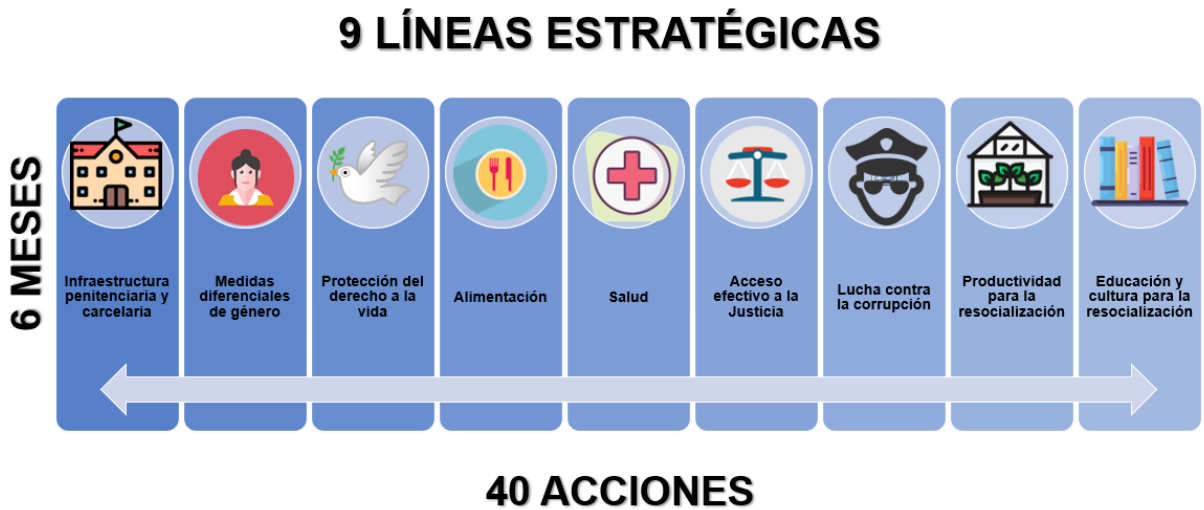 9 LÍNEAS ESTRATÉGICAS
6 MESES
Infraestructura
penitenciaria y
carcelaria
Medidas
diferenciales
de género
Protección del
derecho a la
vida
Alimentación
Salud
Acceso
efectivo a la
Justicia
Lucha contra
la corrupción
Productividad
para la
resocialización
Educación y
cultura para la
resocialización
40 ACCIONES